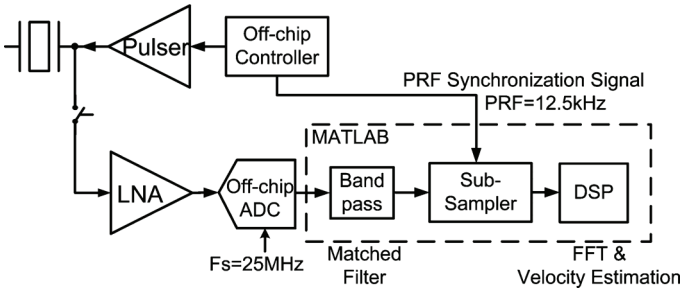 Pulser
Off-chip
Controller
PRF Synchronization Signal
PRF=12.5kHz
MATLAB
LNA
Off-chip
ADC
Band
pass
Sub-
Sampler
DSP
Fs=25MHz
Matched
Filter
FFT &
Velocity Estimation